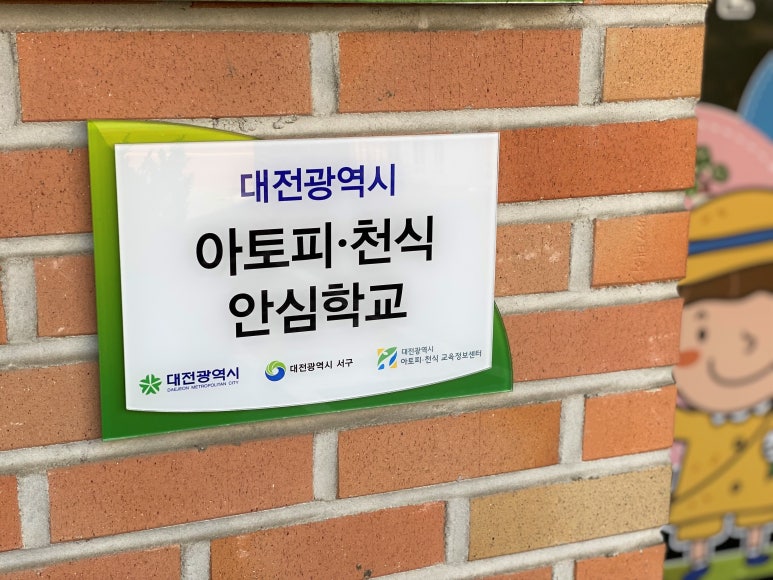 대전광역시
아토피·천식
안심학교
대전광역시
DAEJEON METROPOLITAN CITY
대전광역시 서구
대전광역시
아토피·천식 교육정보센터